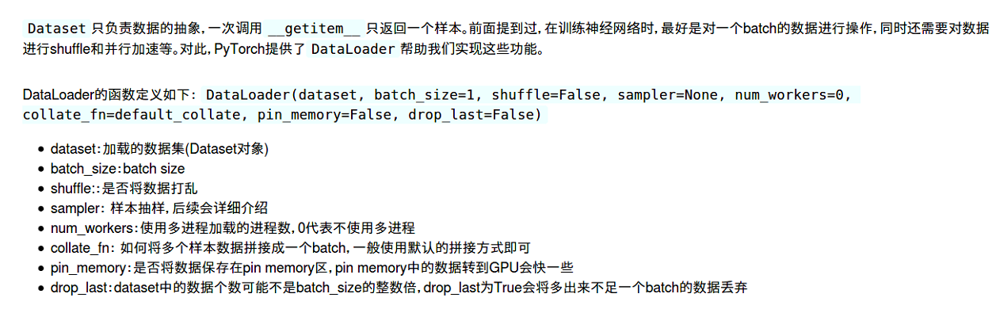 Dataset 只负责数据的抽象,一次调用 __getitem__ 只返回一个样本。前面提到过,在训练神经网络时,最好是对一个batch的数据进行操作,同时还需要对数据
进行shuffle和并行加速等。对此,PyTorch提供了 DataLoader 帮助我们实现这些功能。
DataLoader的函数定义如下: DataLoader(dataset, batch_size=1, shuffle=False, sampler=None, num_workers=0,
collate_fn=default_collate, pin_memory=False, drop_last=False)
• dataset:加载的数据集(Dataset对象)
• batch_size:batch size
• shuffle::是否将数据打乱
• sampler: 样本抽样,后续会详细介绍
• num_workers:使用多进程加载的进程数,0代表不使用多进程
• collate_fn: 如何将多个样本数据拼接成一个batch,一般使用默认的拼接方式即可
• pin_memory:是否将数据保存在pin memory区,pin memory中的数据转到GPU会快一些
• drop_last:dataset中的数据个数可能不是batch_size的整数倍,drop_last为True会将多出来不足一个batch的数据丢弃